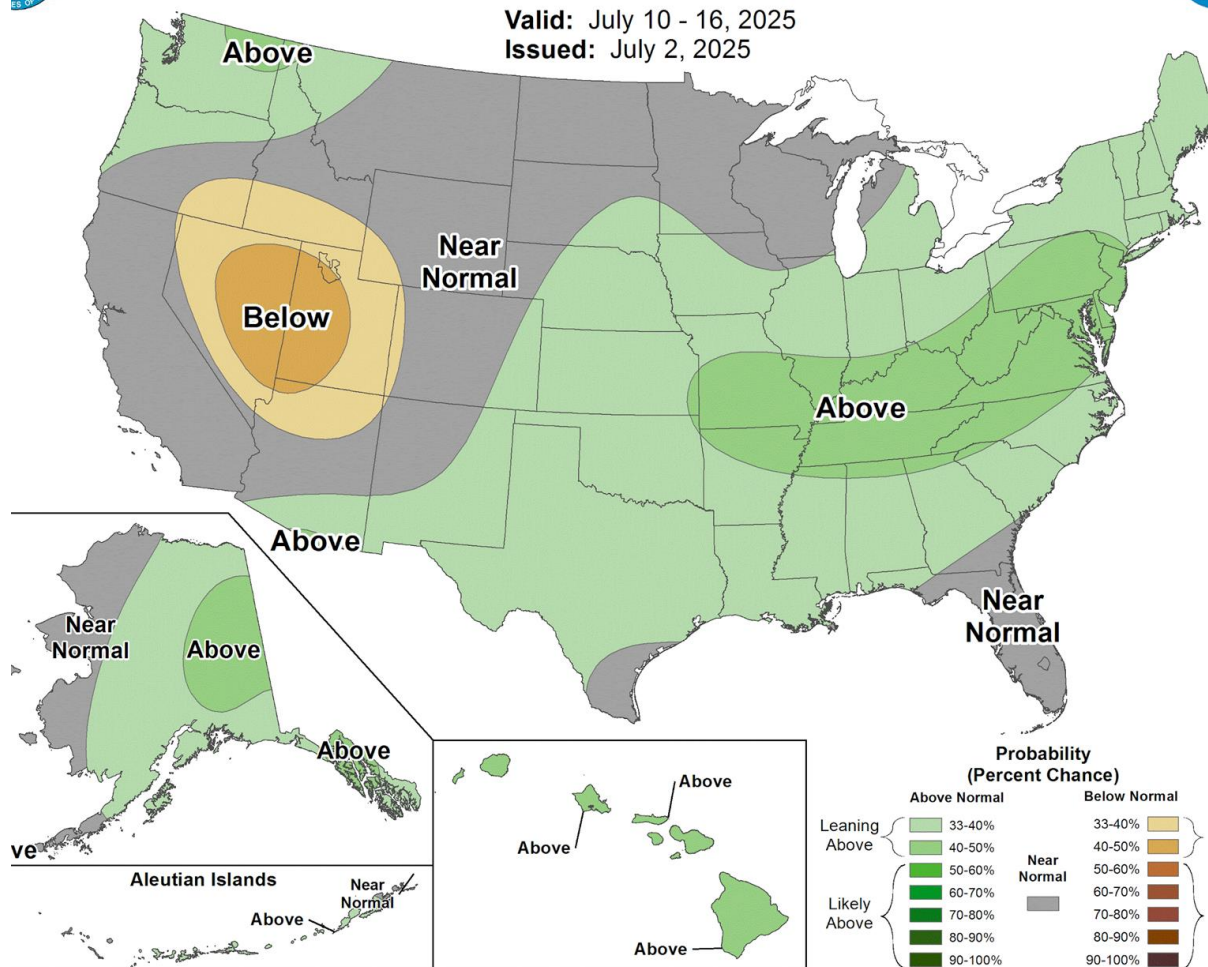 ES OF
Valid: July 10 - 16, 2025
Issued: July 2, 2025
Above
Near
Normal
Below
Above
Above
Near
Normal
Near
Normal
Above
Above
ve
Aleutian Islands
Near
Normal
Above
Above
Above
Above
Probability
(Percent Chance)
Above Normal
Below Normal
Leaning
Above
33-40%
40-50%
Likely
Above
50-60%
60-70%
70-80%
80-90%
90-100%
Near
Normal
33-40%
40-50%
50-60%
60-70%
70-80%
80-90%
90-100%